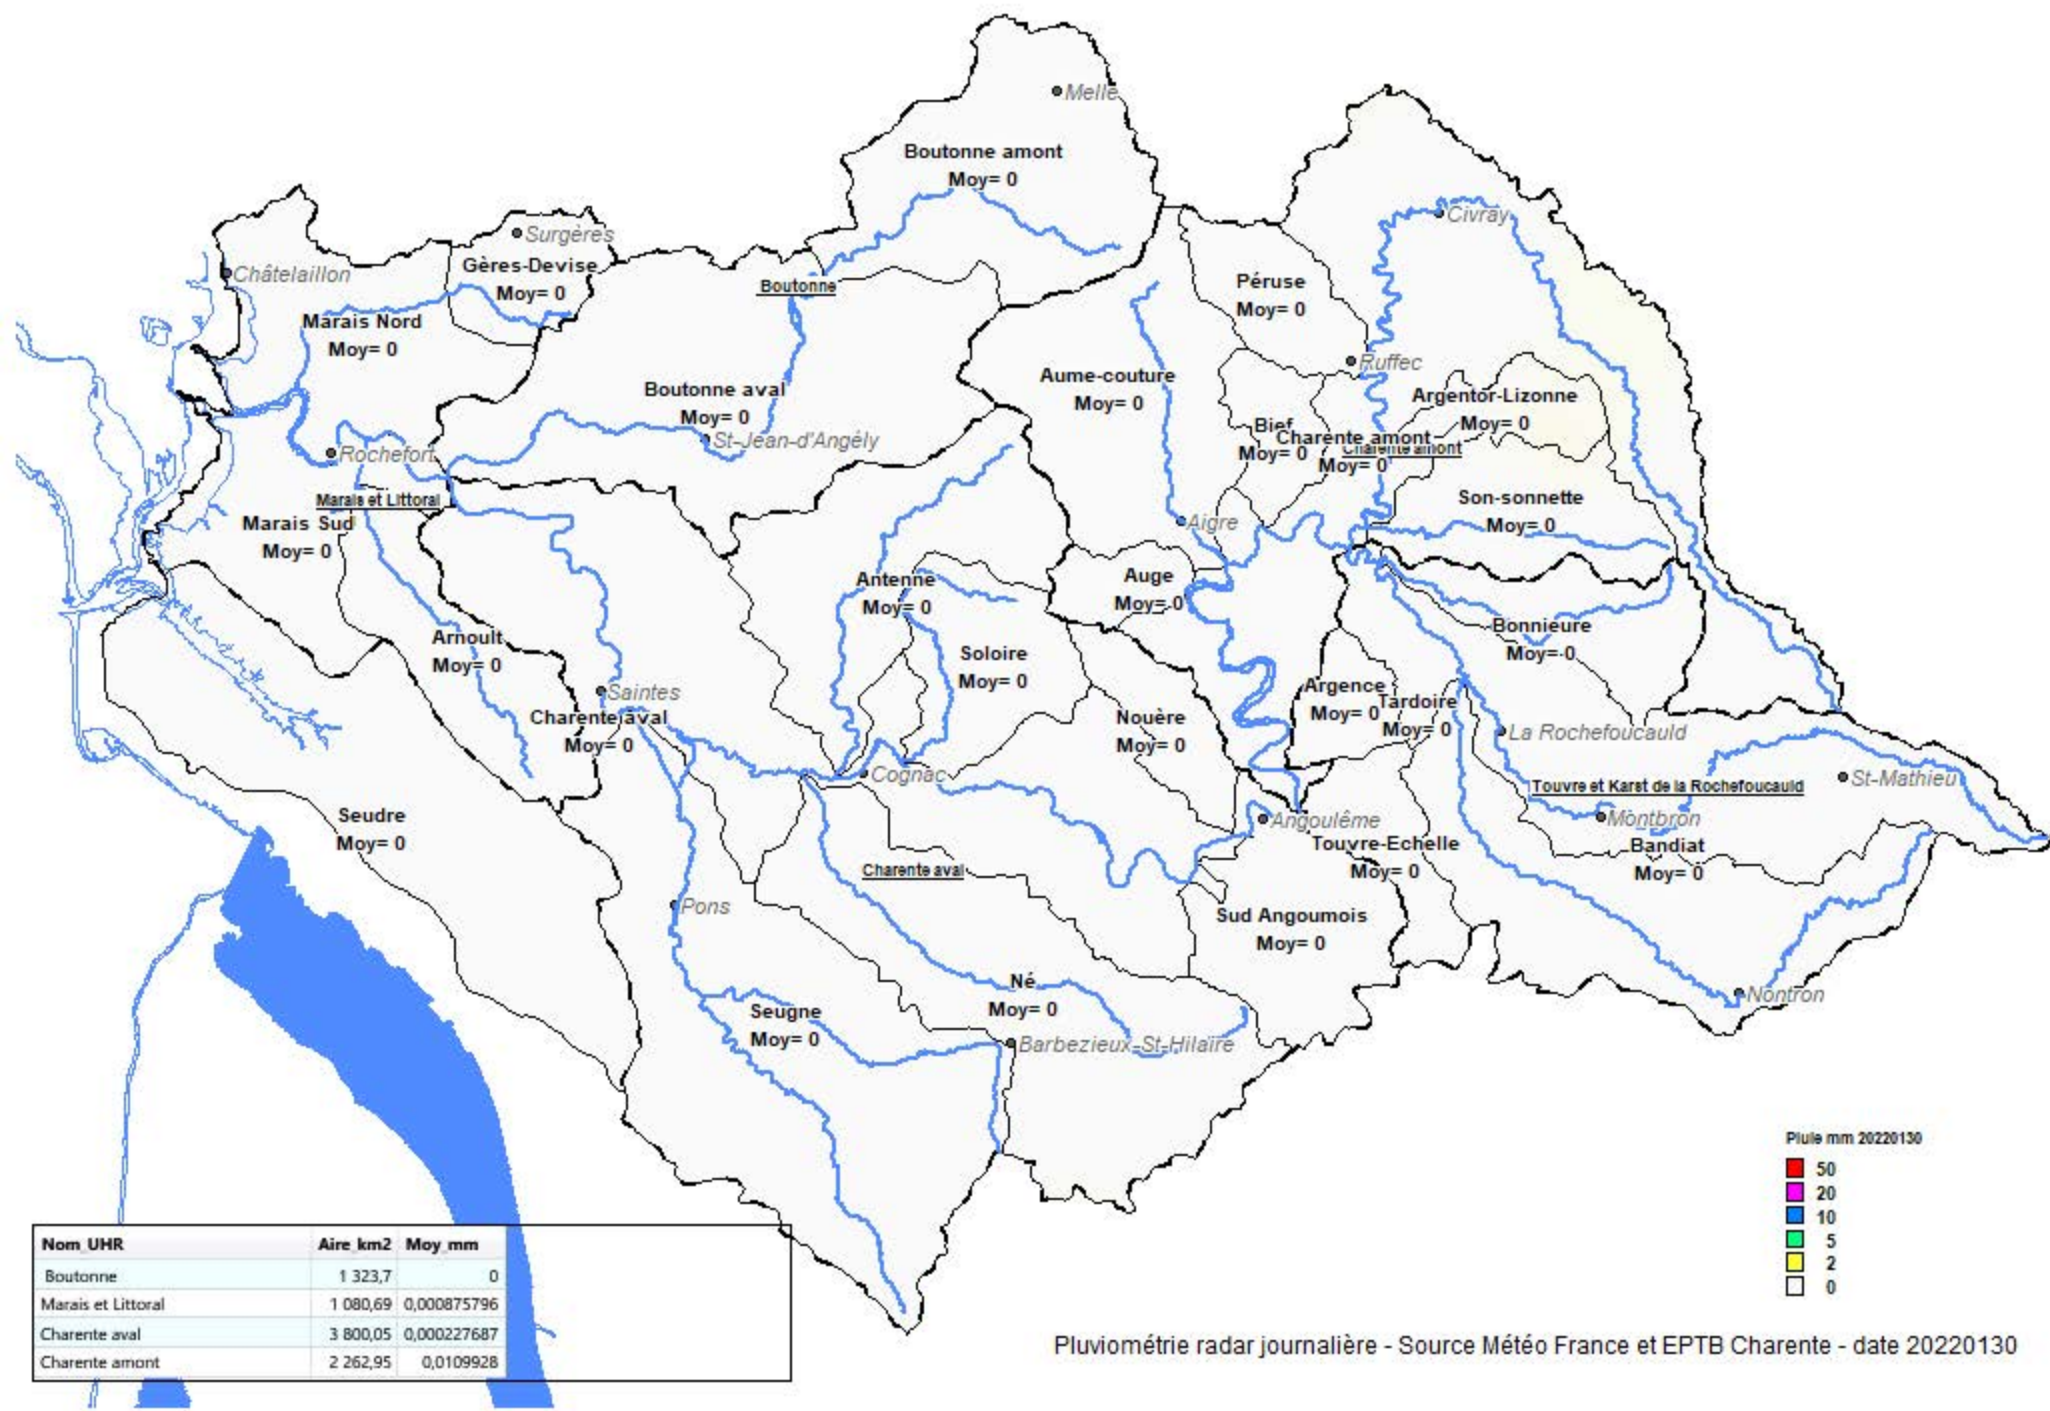 Melle
Boutonne amont
Moy= 0
Civray
Surgères
Châtelaillon
Gères-Devise
Moy= 0
Boutonne
Péruse
Moy= 0
Marais Nord
Moy= 0
Ruffec
Aume-couture
Moy= 0
Boutonne aval
Moy= 0
Argentor-Lizonne
Moy= 0
St-Jean-d'Angély
Bief
Moy= 0
Charente amont
Moy= 0
Charente amont
Rochefort
Marais et Littoral
Son-sonnette
Moy= 0
Marais Sud
Moy= 0
Aigre
Antenne
Moy= 0
Auge
Moy= 0
Bonnieure
Moy= 0
Arnoult
Moy= 0
Soloire
Moy= 0
Saintes
Argence
Moy= 0
Tardoire
Moy= 0
Charente aval
Moy= 0
Nouère
Moy= 0
La Rochefoucauld
Cognac
St-Mathieu
Touvre et Karst de la Rochefoucauld
Seudre
Moy= 0
Angoulême
Montbron
Touvre-Echelle
Moy= 0
Bandiat
Moy= 0
Charente aval
Pons
Sud Angoumois
Moy= 0
Né
Moy= 0
Nontron
Seugne
Moy= 0
Barbezieux-St-Hilaire
Pluie mm 20220130
50
20
10
5
2
0
Nom_UHR Aire_km2 Moy_mm
Boutonne 1 323,7 0
Marais et Littoral 1 080,69 0,000875796
Charente aval 3 800,05 0,000227687
Charente amont 2 262,95 0,0109928
Pluviométrie radar journalière - Source Météo France et EPTB Charente - date 20220130